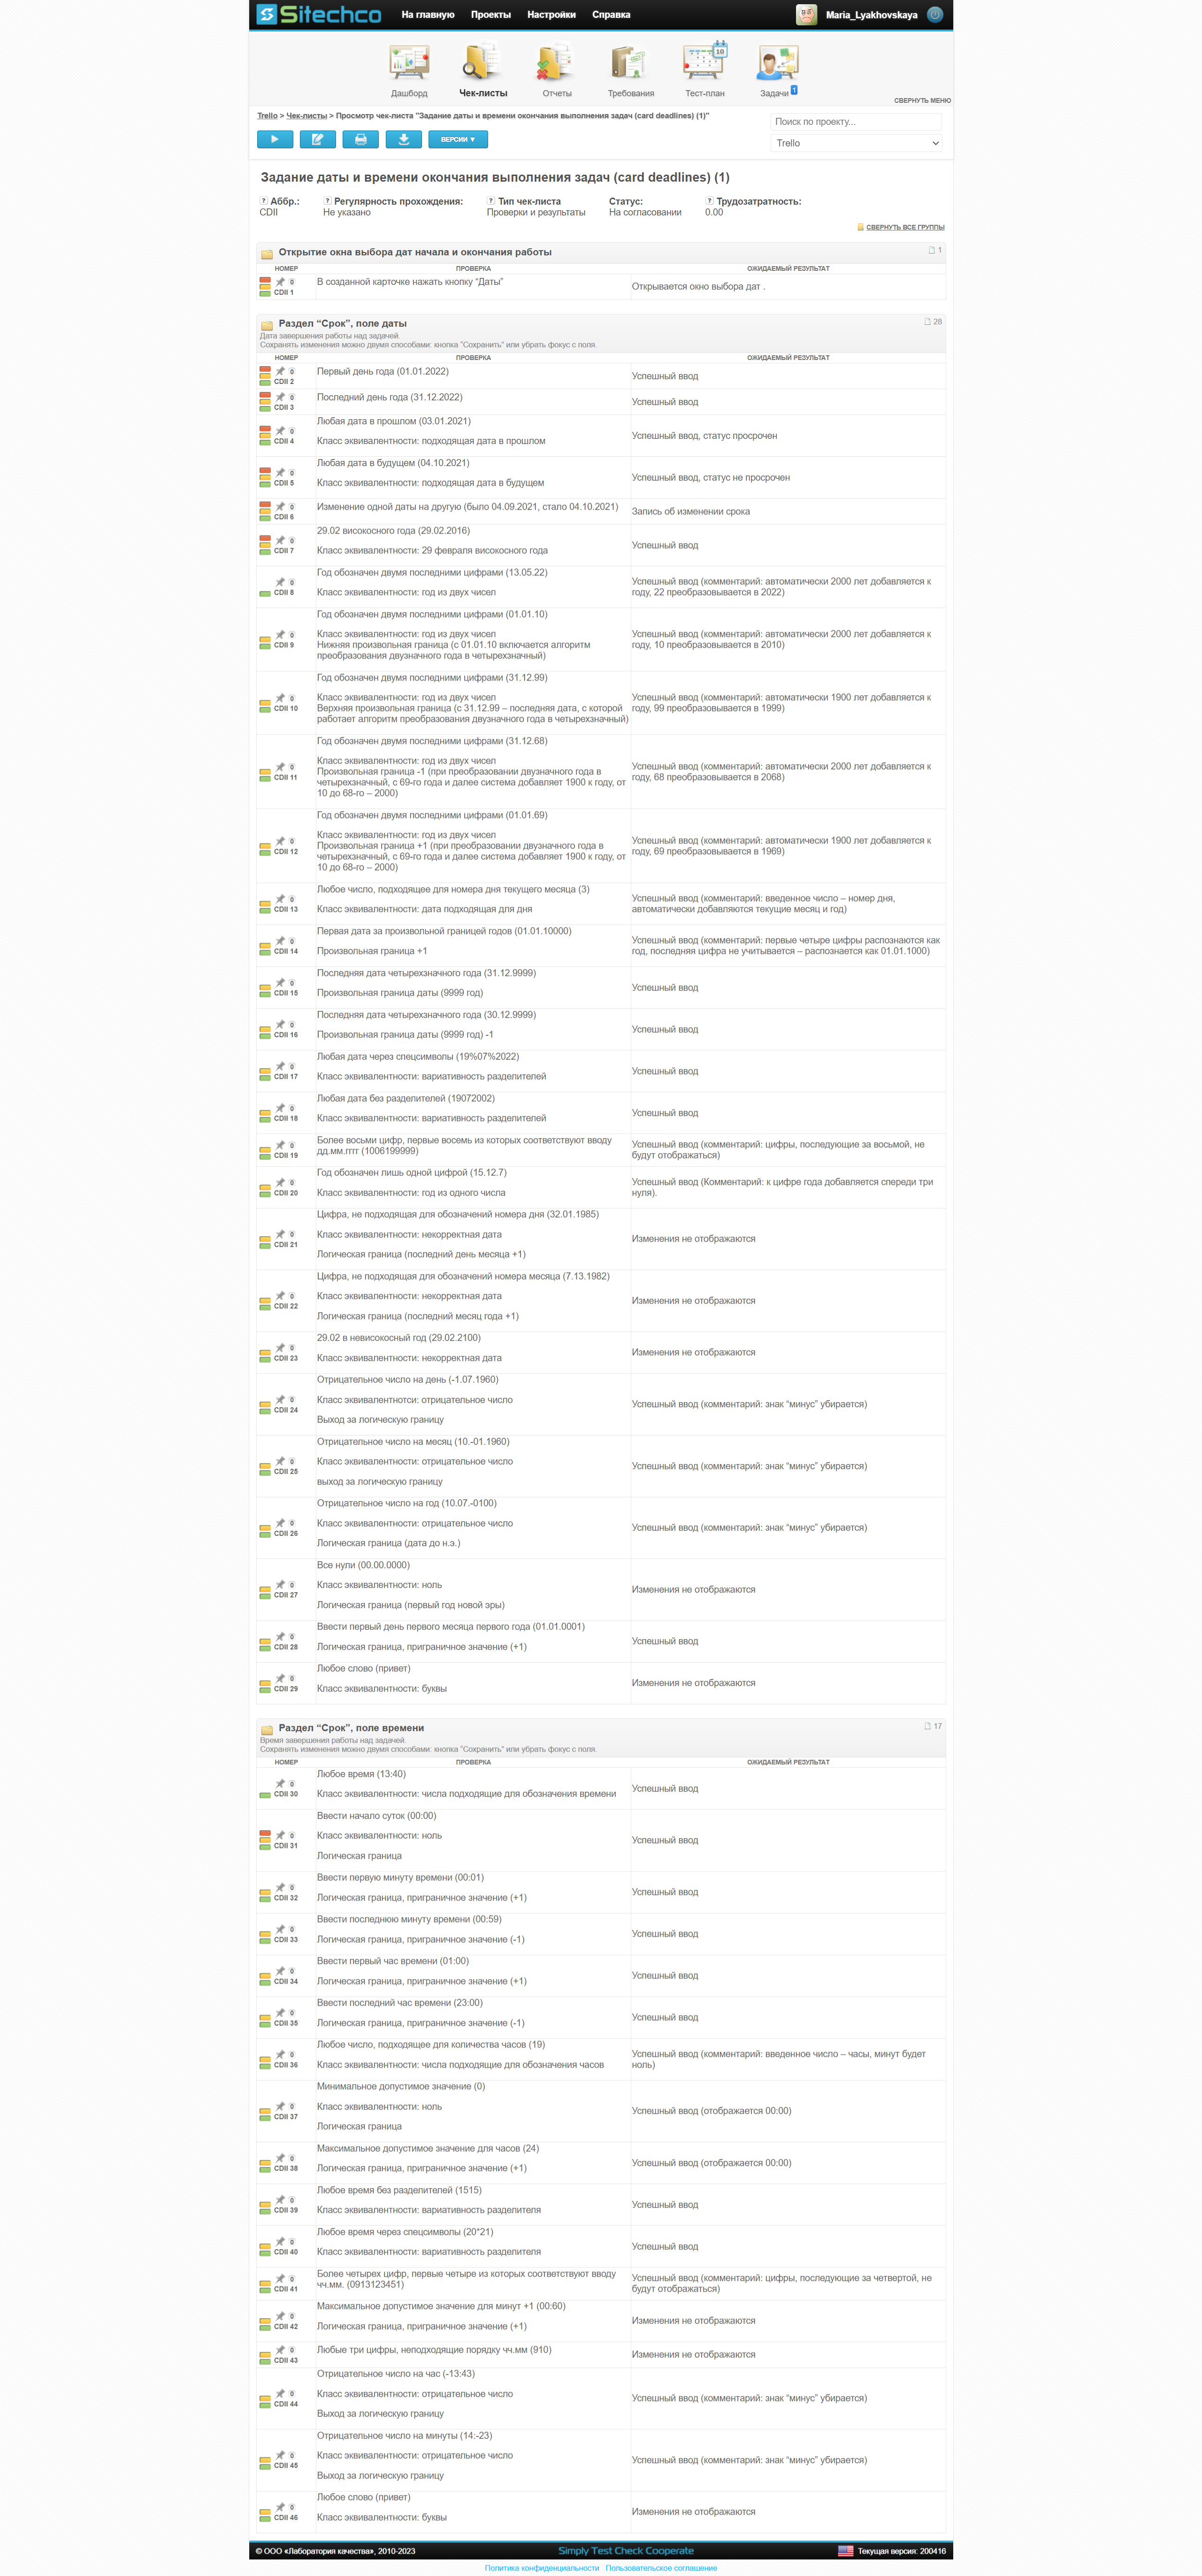 Sitechco
На главную Проекты Настройки Справка
Maria_Lyakhovskaya
10
1
Дашборд Чек-листы Отчеты Требования Тест-план Задачи
СВЕРНУТЬ МЕНЮ
Trello > Чек-листы > Просмотр чек-листа "Задание даты и времени окончания выполнения задач (card deadlines) (1)"
Поиск по проекту...
ВЕРСИИ ▼
Trello
Задание даты и времени окончания выполнения задач (card deadlines) (1)
? Аббр.: ? Регулярность прохождения: ? Тип чек-листа Статус: ? Трудозатратность:
CDII Не указано Проверки и результаты На согласовании 0.00
СВЕРНУТЬ ВСЕ ГРУППЫ
Открытие окна выбора дат начала и окончания работы 1
НОМЕР ПРОВЕРКА ОЖИДАЕМЫЙ РЕЗУЛЬТАТ
0
CDII 1
В созданной карточке нажать кнопку “Даты”
Открывается окно выбора дат .
Раздел “Срок”, поле даты 28
Дата завершения работы над задачей.
Сохранять изменения можно двумя способами: кнопка “Сохранить” или убрать фокус с поля.
НОМЕР ПРОВЕРКА ОЖИДАЕМЫЙ РЕЗУЛЬТАТ
0
CDII 2
Первый день года (01.01.2022)
Успешный ввод
0
CDII 3
Последний день года (31.12.2022)
Успешный ввод
0
CDII 4
Любая дата в прошлом (03.01.2021)
Класс эквивалентности: подходящая дата в прошлом
Успешный ввод, статус просрочен
0
CDII 5
Любая дата в будущем (04.10.2021)
Класс эквивалентности: подходящая дата в будущем
Успешный ввод, статус не просрочен
0
CDII 6
Изменение одной даты на другую (было 04.09.2021, стало 04.10.2021)
Запись об изменении срока
0
CDII 7
29.02 високосного года (29.02.2016)
Класс эквивалентности: 29 февраля високосного года
Успешный ввод
0
CDII 8
Год обозначен двумя последними цифрами (13.05.22)
Класс эквивалентности: год из двух чисел
Успешный ввод (комментарий: автоматически 2000 лет добавляется к
году, 22 преобразовывается в 2022)
0
CDII 9
Год обозначен двумя последними цифрами (01.01.10)
Класс эквивалентности: год из двух чисел
Нижняя произвольная граница (с 01.01.10 включается алгоритм
преобразования двузначного года в четырехзначный)
Успешный ввод (комментарий: автоматически 2000 лет добавляется к
году, 10 преобразовывается в 2010)
0
CDII 10
Год обозначен двумя последними цифрами (31.12.99)
Класс эквивалентности: год из двух чисел
Верхняя произвольная граница (с 31.12.99 – последняя дата, с которой
работает алгоритм преобразования двузначного года в четырехзначный)
Успешный ввод (комментарий: автоматически 1900 лет добавляется к
году, 99 преобразовывается в 1999)
0
CDII 11
Год обозначен двумя последними цифрами (31.12.68)
Класс эквивалентности: год из двух чисел
Произвольная граница -1 (при преобразовании двузначного года в
четырехзначный, с 69-го года и далее система добавляет 1900 к году, от
10 до 68-го – 2000)
Успешный ввод (комментарий: автоматически 2000 лет добавляется к
году, 68 преобразовывается в 2068)
0
CDII 12
Год обозначен двумя последними цифрами (01.01.69)
Класс эквивалентности: год из двух чисел
Произвольная граница +1 (при преобразовании двузначного года в
четырехзначный, с 69-го года и далее система добавляет 1900 к году, от
10 до 68-го – 2000)
Успешный ввод (комментарий: автоматически 1900 лет добавляется к
году, 69 преобразовывается в 1969)
0
CDII 13
Любое число, подходящее для номера дня текущего месяца (3)
Класс эквивалентности: дата подходящая для дня
Успешный ввод (комментарий: введенное число – номер дня,
автоматически добавляются текущие месяц и год)
0
CDII 14
Первая дата за произвольной границей годов (01.01.10000)
Произвольная граница +1
Успешный ввод (комментарий: первые четыре цифры распознаются как
год, последняя цифра не учитывается – распознается как 01.01.1000)
0
CDII 15
Последняя дата четырехзначного года (31.12.9999)
Произвольная граница даты (9999 год)
Успешный ввод
0
CDII 16
Последняя дата четырехзначного года (30.12.9999)
Произвольная граница даты (9999 год) -1
Успешный ввод
0
CDII 17
Любая дата через спецсимволы (19%07%2022)
Класс эквивалентности: вариативность разделителей
Успешный ввод
0
CDII 18
Любая дата без разделителей (19072002)
Класс эквивалентности: вариативность разделителей
Успешный ввод
0
CDII 19
Более восьми цифр, первые восемь из которых соответствуют вводу
дд.мм.гггг (1006199999)
Успешный ввод (комментарий: цифры, последующие за восьмой, не
будут отображаться)
0
CDII 20
Год обозначен лишь одной цифрой (15.12.7)
Класс эквивалентности: год из одного числа
Успешный ввод (Комментарий: к цифре года добавляется спереди три
нуля).
0
CDII 21
Цифра, не подходящая для обозначений номера дня (32.01.1985)
Класс эквивалентности: некорректная дата
Логическая граница (последний день месяца +1)
Изменения не отображаются
0
CDII 22
Цифра, не подходящая для обозначений номера месяца (7.13.1982)
Класс эквивалентности: некорректная дата
Логическая граница (последний месяц года +1)
Изменения не отображаются
0
CDII 23
29.02 в невисокосный год (29.02.2100)
Класс эквивалентности: некорректная дата
Изменения не отображаются
0
CDII 24
Отрицательное число на день (-1.07.1960)
Класс эквивалентнотси: отрицательное число
Выход за логическую границу
Успешный ввод (комментарий: знак “минус” убирается)
0
CDII 25
Отрицательное число на месяц (10.-01.1960)
Класс эквивалентности: отрицательное число
выход за логическую границу
Успешный ввод (комментарий: знак “минус” убирается)
0
CDII 26
Отрицательное число на год (10.07.-0100)
Класс эквивалентности: отрицательное число
Логическая граница (дата до н.э.)
Успешный ввод (комментарий: знак “минус” убирается)
0
CDII 27
Все нули (00.00.0000)
Класс эквивалентности: ноль
Логическая граница (первый год новой эры)
Изменения не отображаются
0
CDII 28
Ввести первый день первого месяца первого года (01.01.0001)
Логическая граница, приграничное значение (+1)
Успешный ввод
0
CDII 29
Любое слово (привет)
Класс эквивалентности: буквы
Изменения не отображаются
Раздел “Срок”, поле времени 17
Время завершения работы над задачей.
Сохранять изменения можно двумя способами: кнопка “Сохранить” или убрать фокус с поля.
НОМЕР ПРОВЕРКА ОЖИДАЕМЫЙ РЕЗУЛЬТАТ
0
CDII 30
Любое время (13:40)
Класс эквивалентности: числа подходящие для обозначения времени
Успешный ввод
0
CDII 31
Ввести начало суток (00:00)
Класс эквивалентности: ноль
Логическая граница
Успешный ввод
0
CDII 32
Ввести первую минуту времени (00:01)
Логическая граница, приграничное значение (+1)
Успешный ввод
0
CDII 33
Ввести последнюю минуту времени (00:59)
Логическая граница, приграничное значение (-1)
Успешный ввод
0
CDII 34
Ввести первый час времени (01:00)
Логическая граница, приграничное значение (+1)
Успешный ввод
0
CDII 35
Ввести последний час времени (23:00)
Логическая граница, приграничное значение (-1)
Успешный ввод
0
CDII 36
Любое число, подходящее для количества часов (19)
Класс эквивалентности: числа подходящие для обозначения часов
Успешный ввод (комментарий: введенное число – часы, минут будет
ноль)
0
CDII 37
Минимальное допустимое значение (0)
Класс эквивалентности: ноль
Логическая граница
Успешный ввод (отображается 00:00)
0
CDII 38
Максимальное допустимое значение для часов (24)
Логическая граница, приграничное значение (+1)
Успешный ввод (отображается 00:00)
0
CDII 39
Любое время без разделителей (1515)
Класс эквивалентности: вариативность разделителя
Успешный ввод
0
CDII 40
Любое время через спецсимволы (20*21)
Класс эквивалентности: вариативность разделителя
Успешный ввод
0
CDII 41
Более четырех цифр, первые четыре из которых соответствуют вводу
чч.мм. (0913123451)
Успешный ввод (комментарий: цифры, последующие за четвертой, не
будут отображаться)
0
CDII 42
Максимальное допустимое значение для минут +1 (00:60)
Логическая граница, приграничное значение (+1)
Изменения не отображаются
0
CDII 43
Любые три цифры, неподходящие порядку чч.мм (910)
Изменения не отображаются
0
CDII 44
Отрицательное число на час (-13:43)
Класс эквивалентности: отрицательное число
Выход за логическую границу
Успешный ввод (комментарий: знак “минус” убирается)
0
CDII 45
Отрицательное число на минуты (14:-23)
Класс эквивалентности: отрицательное число
Выход за логическую границу
Успешный ввод (комментарий: знак “минус” убирается)
0
CDII 46
Любое слово (привет)
Класс эквивалентности: буквы
Изменения не отображаются
© ООО «Лаборатория качества», 2010-2023 Simply Test Check Cooperate Текущая версия: 200416
Политика конфиденциальности Пользовательское соглашение